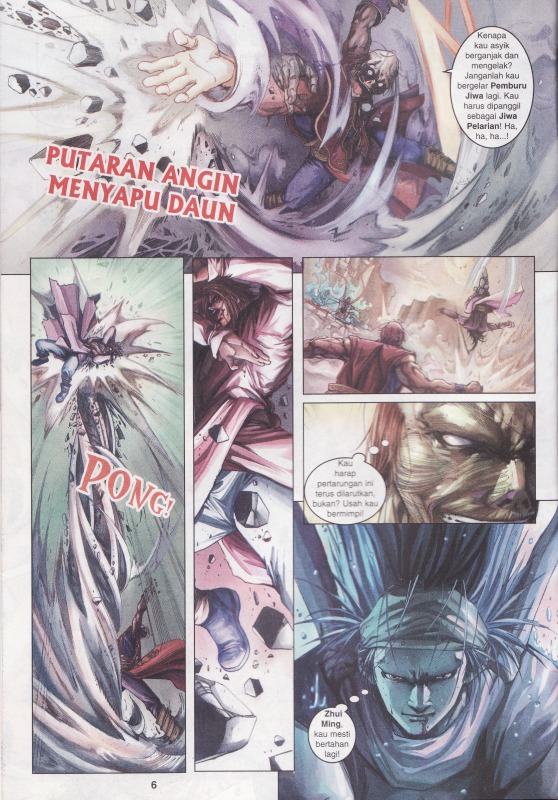 Kenapa
kau asyik
berganjak dan
mengelak?
Janganlah kau
bergelar Pemburu
Jiwa lagi. Kau
harus dipanggil
sebagai Jiwa
Pelarian! Ha,
ha, ha...!
PUTARAN ANGIN
MENYAPU DAUN
PONG!
Kau
harap
pertarungan ini
terus dilarutkan,
bukan? Usah kau
bermimpi!
Zhui
Ming,
kau mesti
bertahan
lagi!
6